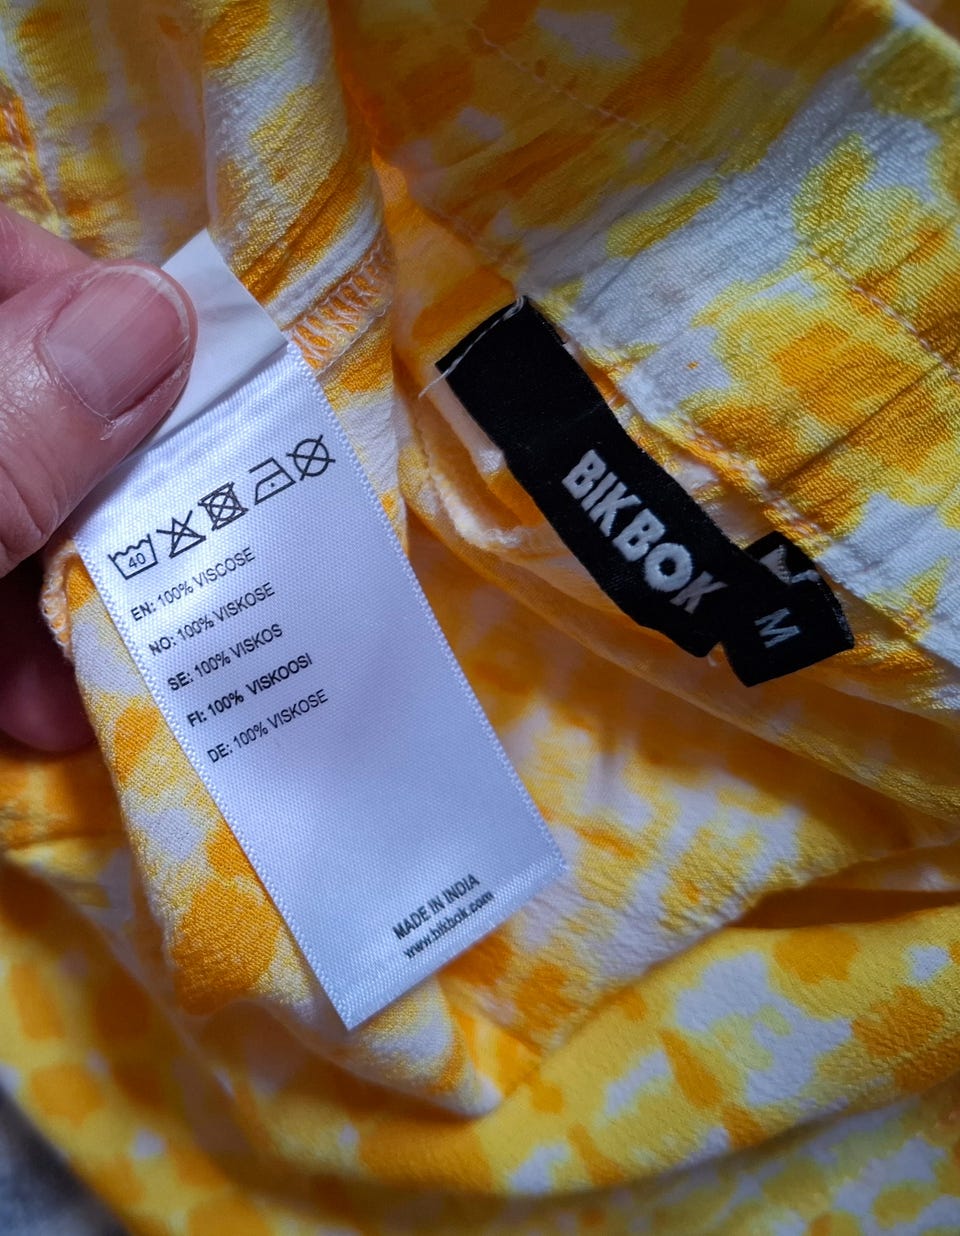 40
EN: 100% VISCOSE
NO: 100% VISKOSE
SE: 100% VISKOS
FI: 100% VISKOOSI
DE: 100% VISKOSE
MADE IN INDIA
www.bikbok.com
BIKBOK
M